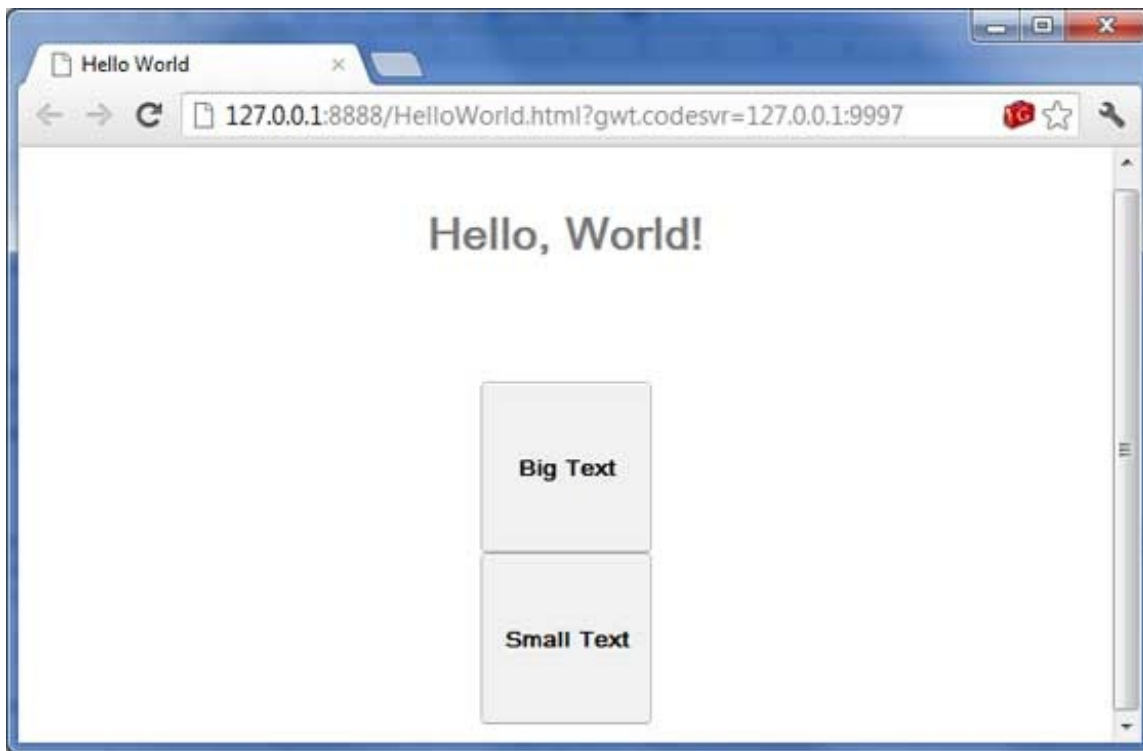 Hello World
127.0.0.1:8888/HelloWorld.html?gwt.codesvr=127.0.0.1:9997
Hello, World!
Big Text
Small Text